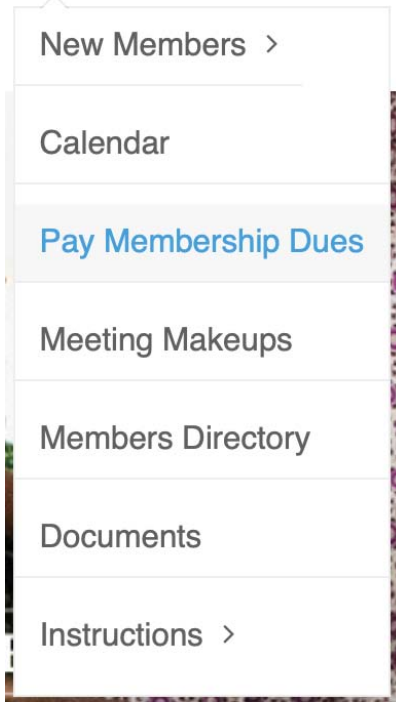 New Members >
Calendar
Pay Membership Dues
Meeting Makeups
Members Directory
Documents
Instructions >